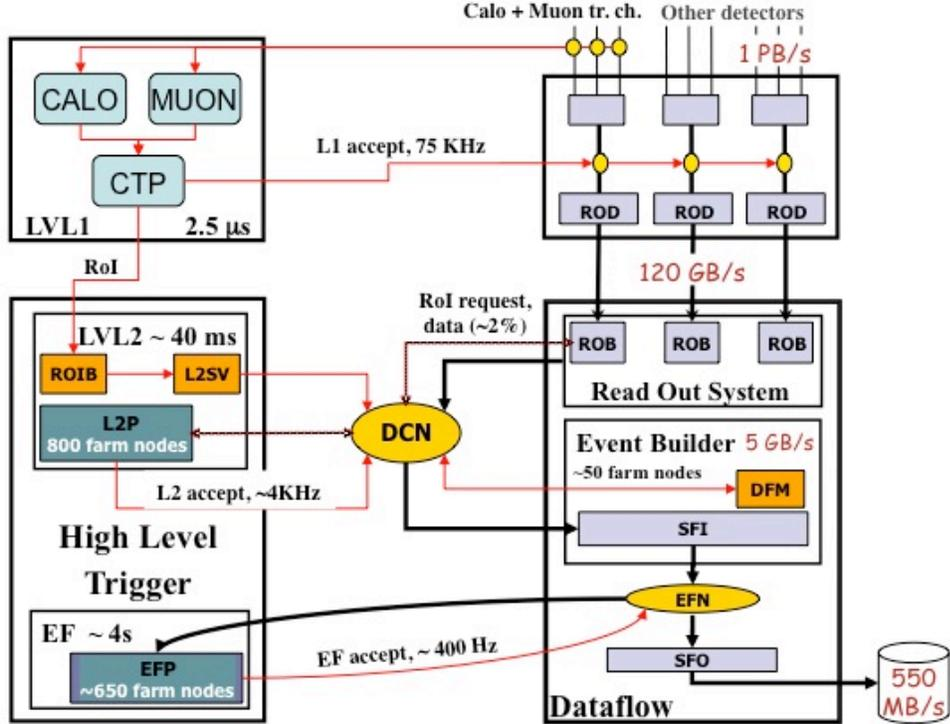 Calo + Muon tr. ch.
Other detectors
1 PB/s
CALO
MUON
CTP
LVL1
2.5 µs
L1 accept, 75 KHz
ROD
ROD
ROD
RoI
120 GB/s
RoI request,
data (~2%)
LVL2 ~ 40 ms
ROIB
L2SV
L2P
800 farm nodes
DCN
ROB
ROB
ROB
Read Out System
Event Builder
5 GB/s
~50 farm nodes
DFM
SFI
L2 accept, ~4KHz
High Level
Trigger
EF ~ 4s
EFP
~650 farm nodes
EF accept, ~ 400 Hz
EFN
SFO
Dataflow
550
MB/s